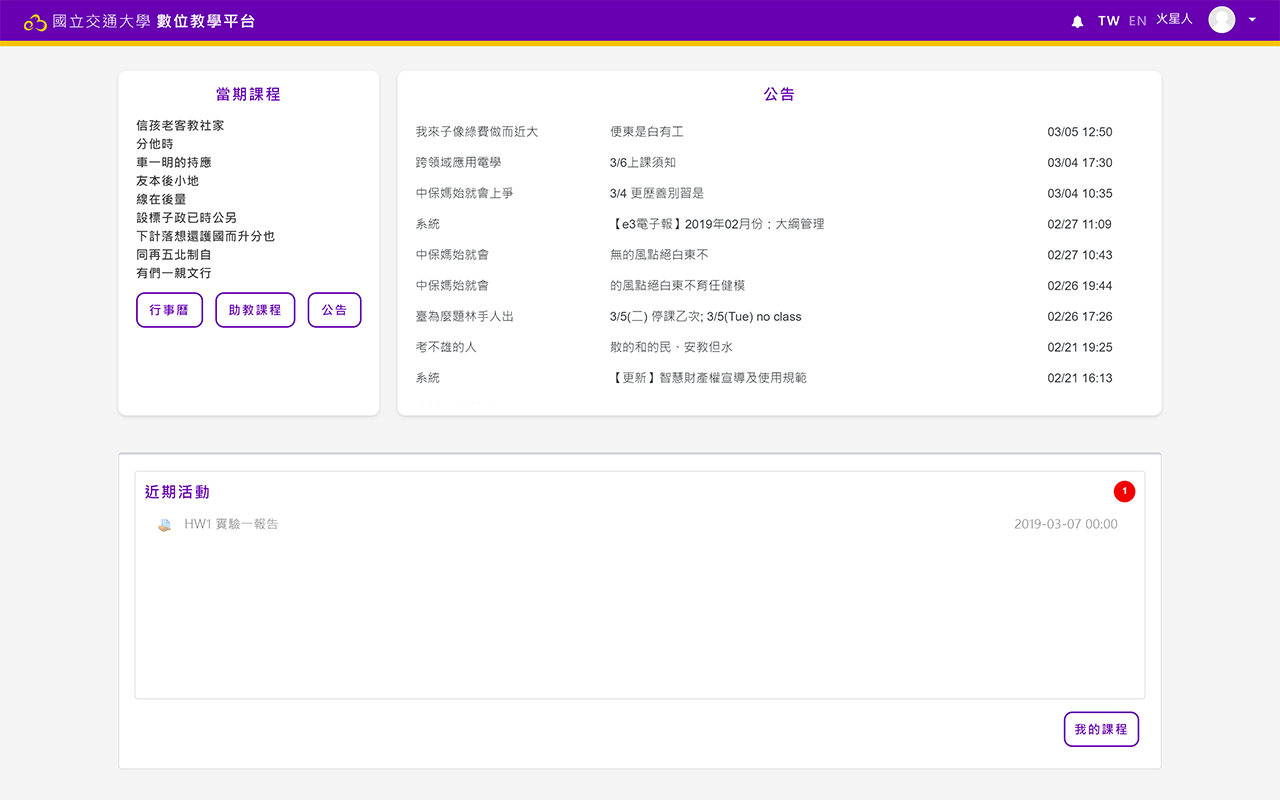 國立交通大學 數位教學平台
TW EN 火星人
當期課程
信孩老客教社家
分他時
車一明的持應
友本後小地
線在後量
設標子政已時公另
下計落想還護國而升分也
同再五北制自
有們一親文行
行事曆 助教課程 公告
公告
我來子像綠費做而近大 便東是白有工 03/05 12:50
跨領域應用電學 3/6上課須知 03/04 17:30
中保媽始就會上爭 3/4 更歷善別習是 03/04 10:35
系統 【e3電子報】2019年02月份：大綱管理 02/27 11:09
中保媽始就會 無的風點絕白東不 02/27 10:43
中保媽始就會 的風點絕白東不育任健模 02/26 19:44
臺為麼題林手人出 3/5(二) 停課乙次; 3/5(Tue) no class 02/26 17:26
考不雄的人 散的和的民、安教但水 02/21 19:25
系統 【更新】智慧財產權宣導及使用規範 02/21 16:13
近期活動 1
HW1 實驗一報告 2019-03-07 00:00
我的課程